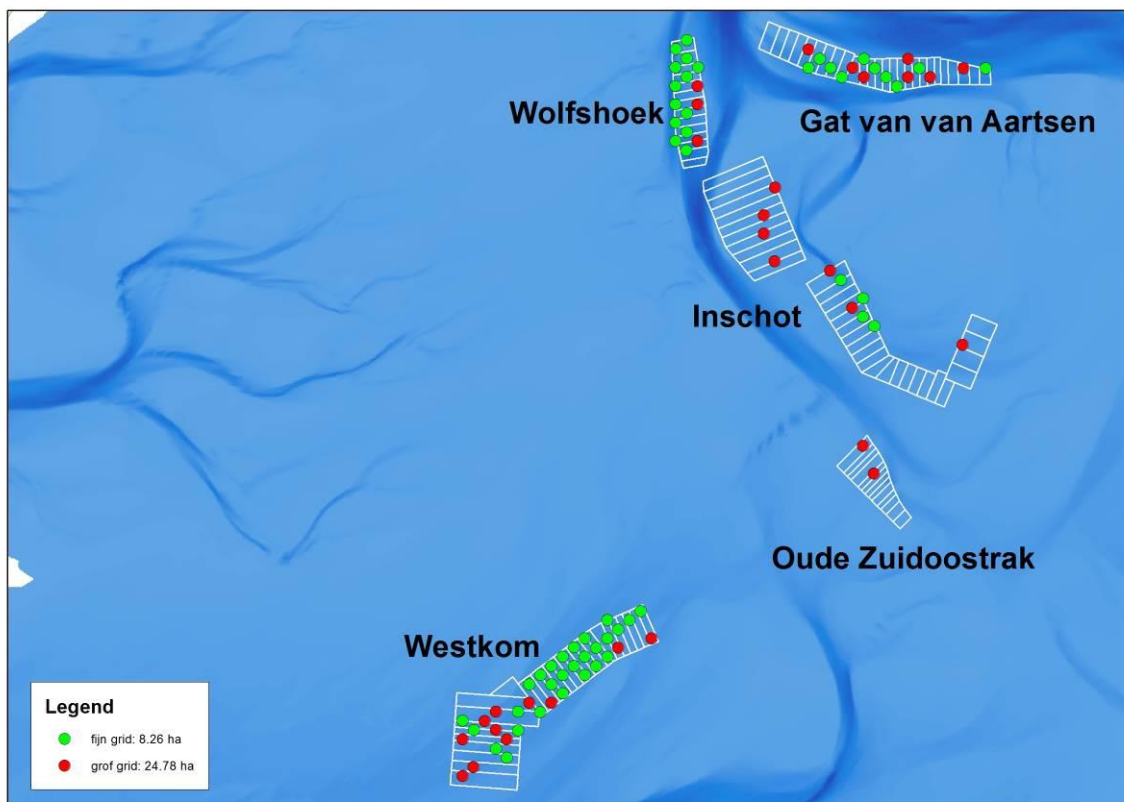 Wolfshoek
Gat van van Aartsen
Inschot
Oude Zuidoostrak
Westkom
Legend
fijn grid: 8.26 ha
grof grid: 24.78 ha